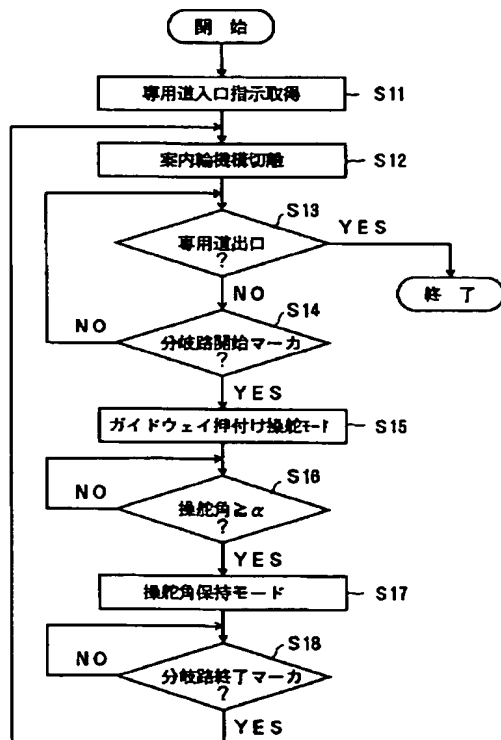 開 始
専用道入口指示取得
S11
案内輪機構切離
S12
S13
専用道出口
?
YES
終 了
NO
S14
NO
分岐路開始マーカ
?
YES
ガイドウェイ押付け操舵モード
S15
S16
NO
操舵角≧α
?
YES
操舵角保持モード
S17
S18
NO
分岐路終了マーカ
?
YES